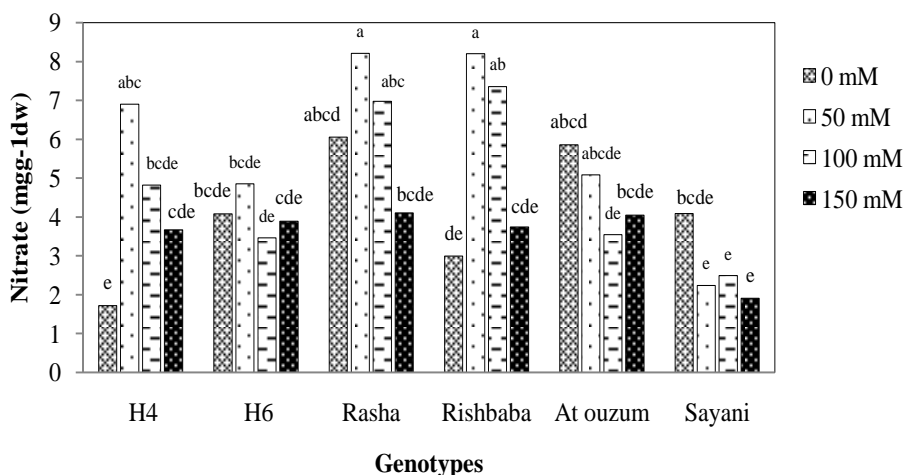 Nitrate (mgg-1dw)
9
8
7
6
5
4
3
2
1
0
e
abc
bcde
cde
bcde
abcde
de
cde
abcd
a
abc
bcde
de
a
ab
cde
abcd
abcde
de
bcde
bcde
e
e
e
H4 H6 Rasha Rishbaba At ouzum Sayani
Genotypes
0 mM
50 mM
100 mM
150 mM